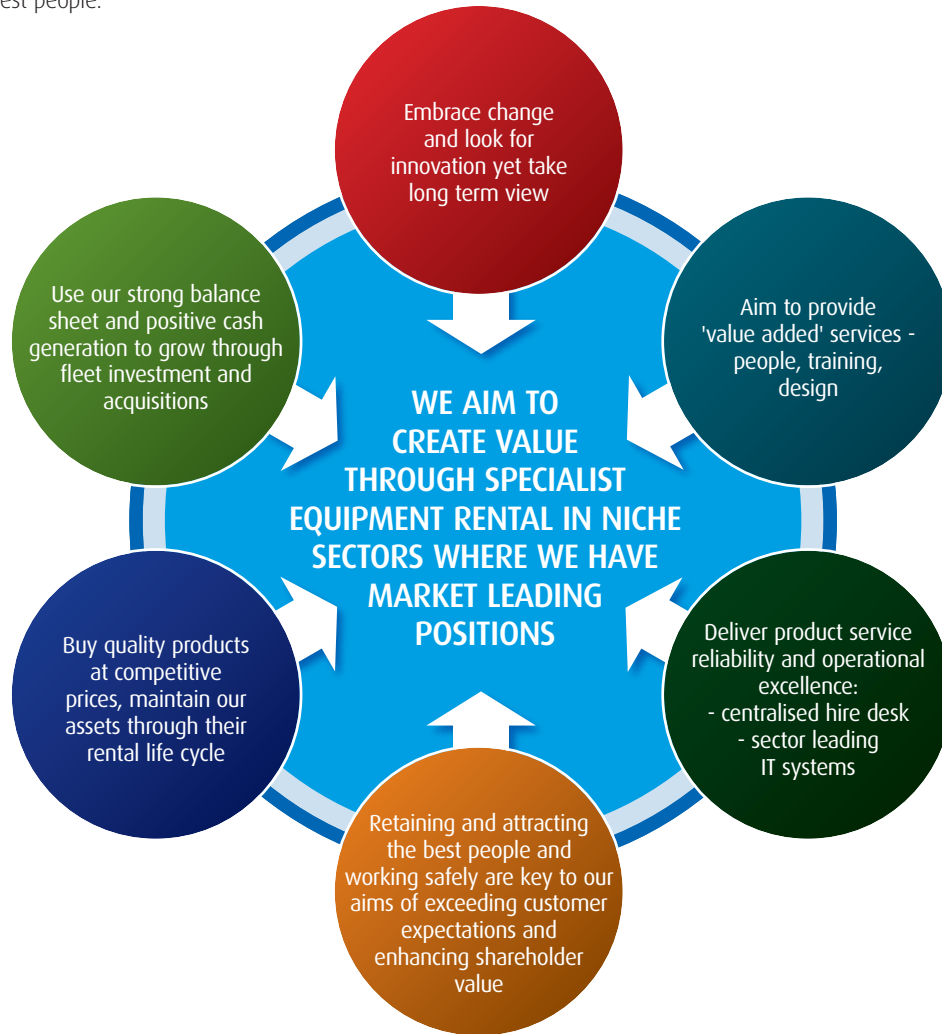 est people.
Embrace change
and look for
innovation yet take
long term view
Use our strong balance
sheet and positive cash
generation to grow through
fleet investment and
acquisitions
Aim to provide
'value added' services -
people, training,
design
WE AIM TO
CREATE VALUE
THROUGH SPECIALIST
EQUIPMENT RENTAL IN NICHE
SECTORS WHERE WE HAVE
MARKET LEADING
POSITIONS
Buy quality products
at competitive
prices, maintain our
assets through their
rental life cycle
Deliver product service
reliability and operational
excellence:
- centralised hire desk
- sector leading
IT systems
Retaining and attracting
the best people and
working safely are key to our
aims of exceeding customer
expectations and
enhancing shareholder
value